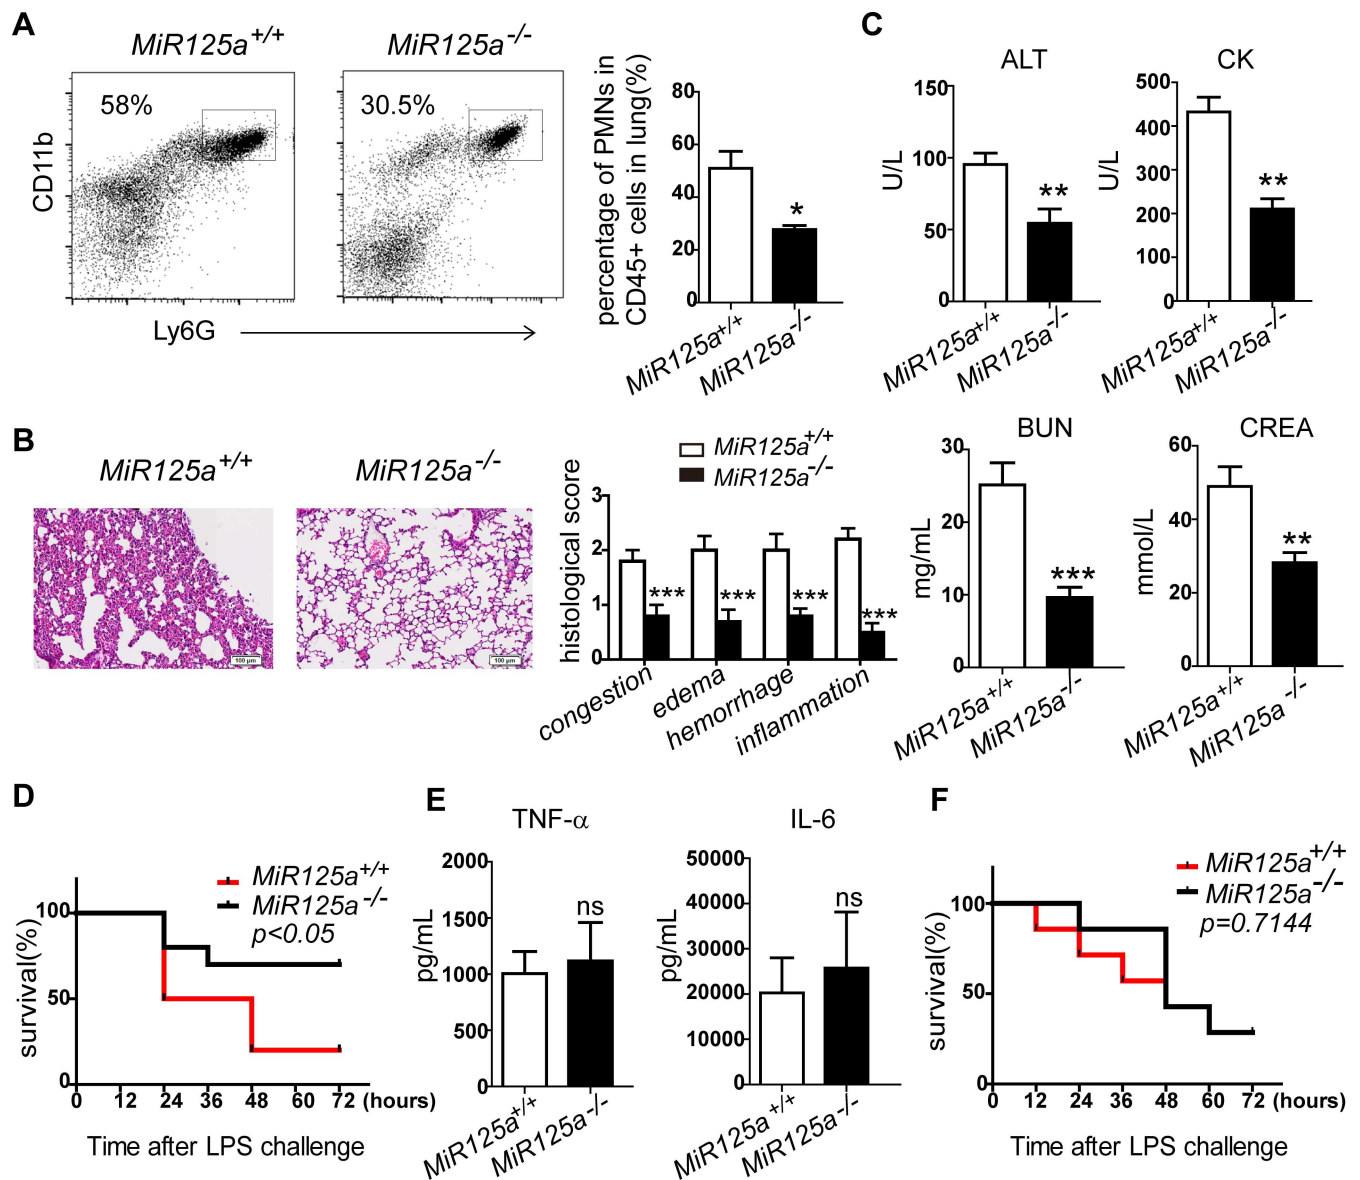 A
MiR125a+/+
MiR125a-/-
58%
30.5%
CD11b
Ly6G
percentage of PMNs in
CD45+ cells in lung(%)
80
60
40
20
0
*
MiR125a+/+
MiR125a-/-
C
ALT
U/L
150
100
50
0
**
MiR125a+/+
MiR125a-/-
CK
U/L
500
400
300
200
100
0
**
MiR125a+/+
MiR125a-/-
B
MiR125a+/+
MiR125a-/-
100 μm
100 μm
MiR125a+/+
MiR125a-/-
histological score
3
2
1
0
***
***
***
***
congestion
edema
hemorrhage
inflammation
BUN
mg/mL
30
20
10
0
***
MiR125a+/+
MiR125a-/-
CREA
mmol/L
60
40
20
0
**
MiR125a+/+
MiR125a-/-
D
MiR125a+/+
MiR125a-/-
p<0.05
survival(%)
100
50
0
0 12 24 36 48 60 72 (hours)
Time after LPS challenge
E
TNF-α
pg/mL
2000
1500
1000
500
0
ns
MiR125a+/+
MiR125a-/-
IL-6
pg/mL
50000
40000
30000
20000
10000
0
ns
MiR125a+/+
MiR125a-/-
F
MiR125a+/+
MiR125a-/-
p=0.7144
survival(%)
100
50
0
0 12 24 36 48 60 72 (hours)
Time after LPS challenge